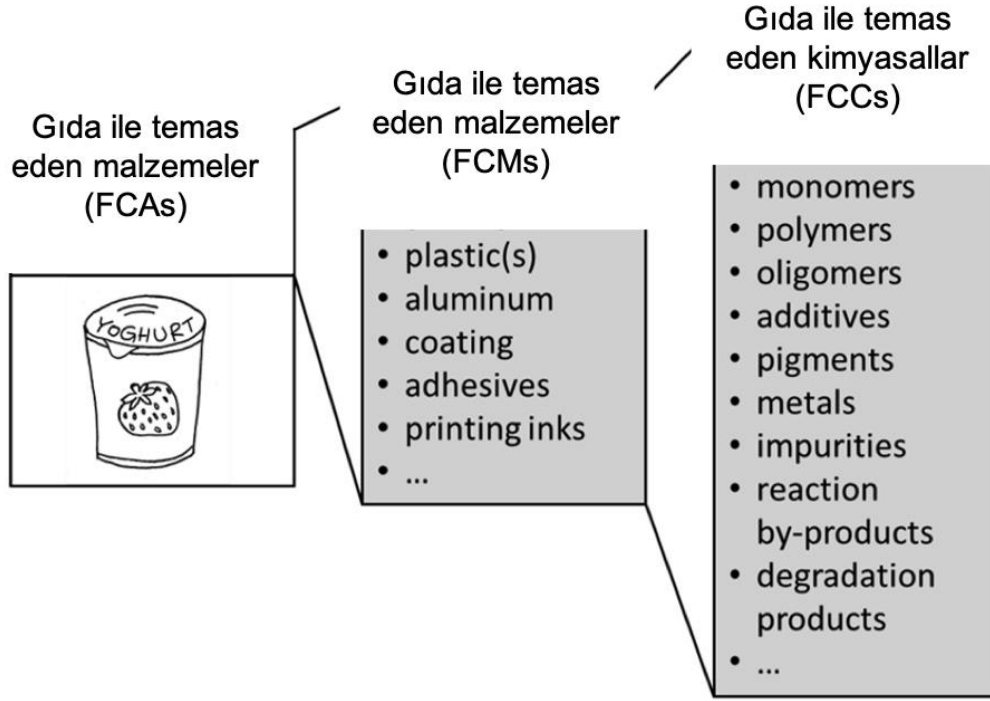 Gıda ile temas
eden malzemeler
(FCAs)
YOGHURT
Gıda ile temas
eden malzemeler
(FCMs)
• plastic(s)
• aluminum
• coating
• adhesives
• printing inks
• ...
Gıda ile temas
eden kimyasallar
(FCCs)
• monomers
• polymers
• oligomers
• additives
• pigments
• metals
• impurities
• reaction
by-products
• degradation
products
• ...